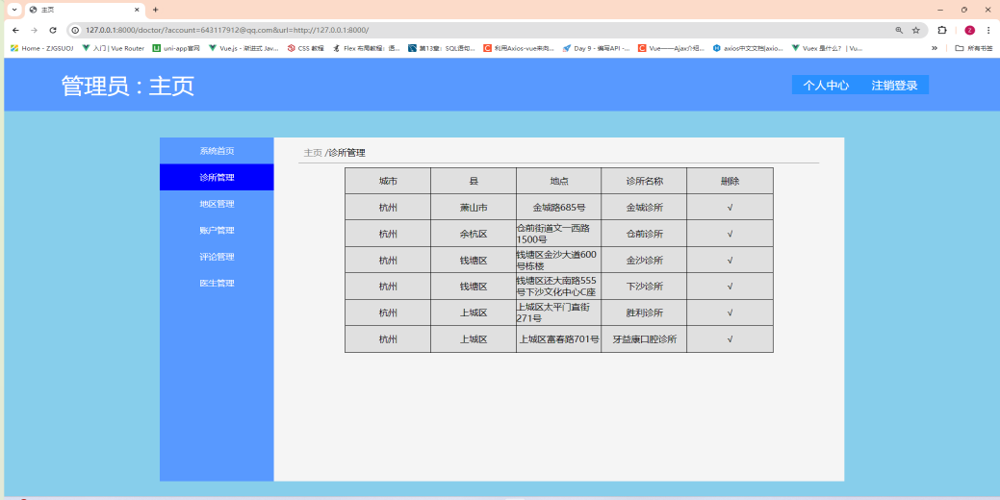 主页
127.0.0.1:8000/doctor/?account=643117912@qq.com&url=http://127.0.0.1:8000/
Home - ZJGSUOJ 入门 | Vue Router uni-app官网 Vue.js - 渐进式 Jav... CSS 教程 Flex 布局教程：语... 第13章：SQL语句... 利用Axios-vue来向... Day 9 - 编写API -... Vue——Ajax介绍... axios中文文档|axio... Vuex 是什么？ | Vu... » 所有书签
管理员：主页 个人中心 注销登录
系统首页
诊所管理
地区管理
账户管理
评论管理
医生管理
主页 /诊所管理
城市 县 地点 诊所名称 删除
杭州 萧山市 金城路685号 金城诊所 √
杭州 余杭区 仓前街道文一西路
1500号 仓前诊所 √
杭州 钱塘区 钱塘区金沙大道600
号栋楼 金沙诊所 √
杭州 钱塘区 钱塘区还大南路555
号下沙文化中心C座 下沙诊所 √
杭州 上城区 上城区太平门直街
271号 胜利诊所 √
杭州 上城区 上城区富春路701号 牙益康口腔诊所 √